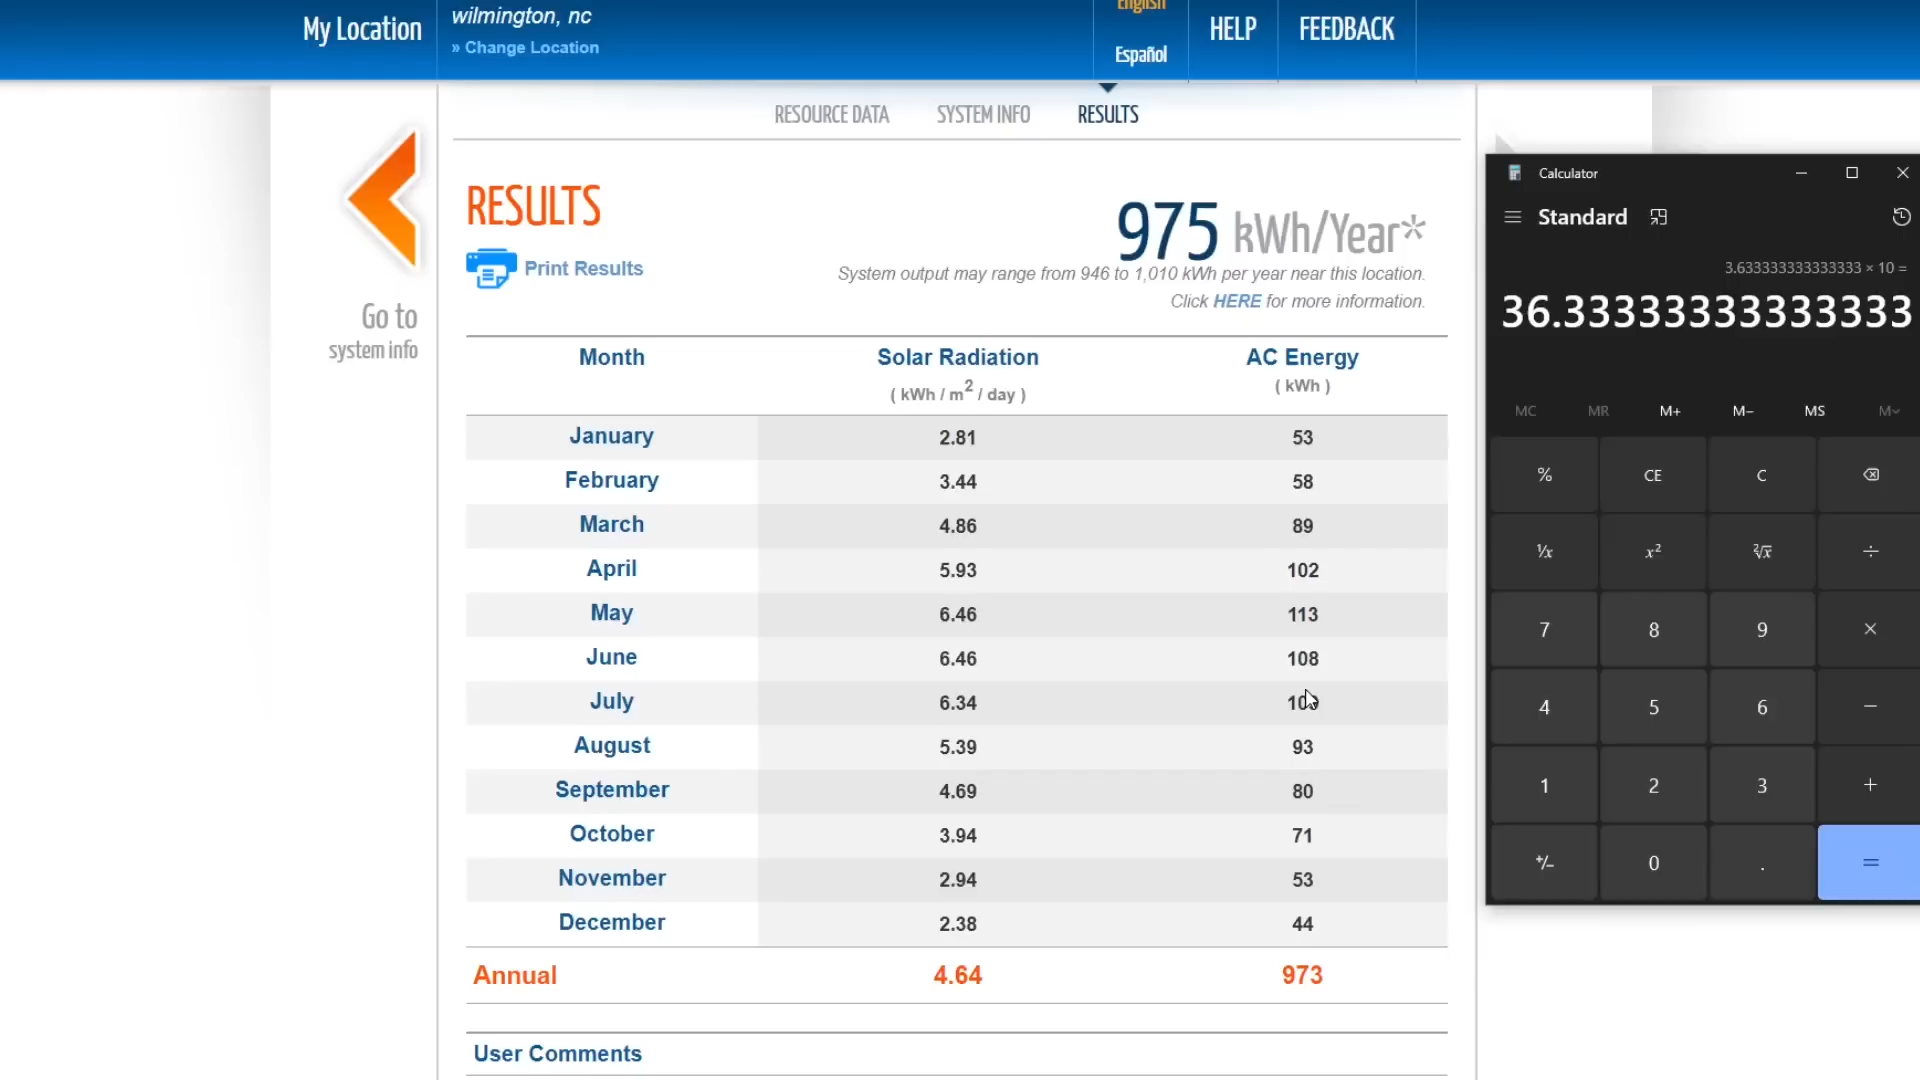 My Location
wilmington, nc
» Change Location
English
Español
HELP
FEEDBACK
RESOURCE DATA
SYSTEM INFO
RESULTS
Go to
system info
RESULTS
Print Results
975 kWh/Year*
System output may range from 946 to 1,010 kWh per year near this location.
Click HERE for more information.
Month Solar Radiation AC Energy
( kWh / m2 / day ) ( kWh )
January 2.81 53
February 3.44 58
March 4.86 89
April 5.93 102
May 6.46 113
June 6.46 108
July 6.34
August 5.39 93
September 4.69 80
October 3.94 71
November 2.94 53
December 2.38 44
Annual 4.64 973
User Comments
Calculator
Standard
3.633333333333333 × 10 =
36.33333333333333
MC MR M+ M− MS M
% CE C
1/x x2 2√x ÷
7 8 9 ×
4 5 6 −
1 2 3 +
+/− 0 . =